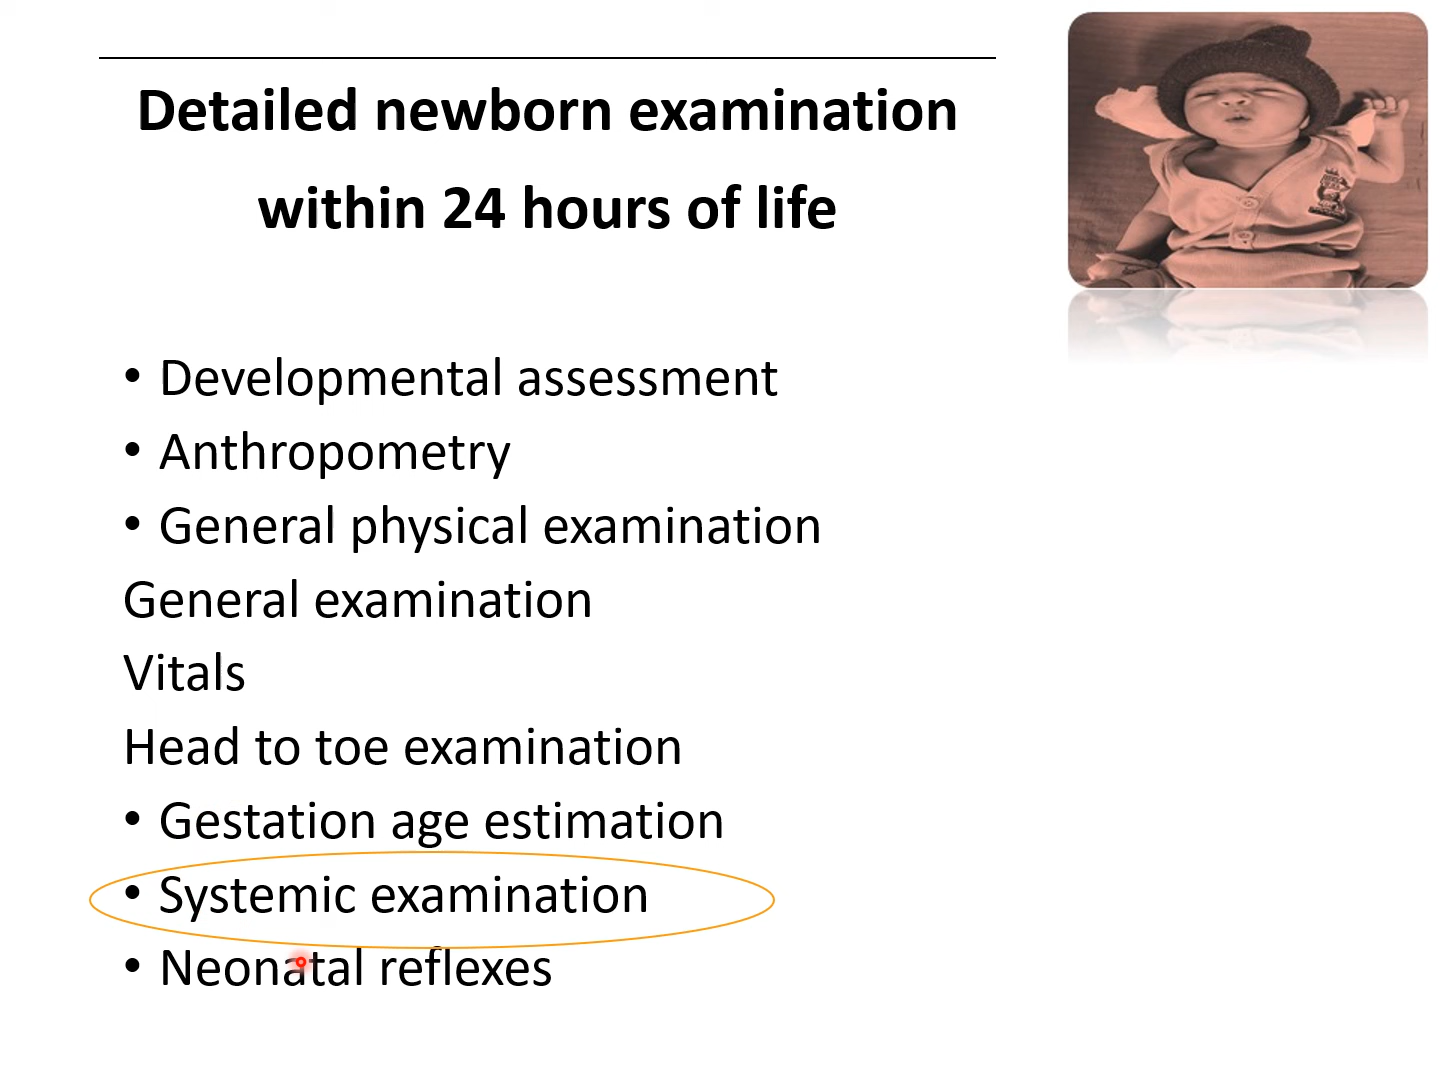 Detailed newborn examination
within 24 hours of life
• Developmental assessment
• Anthropometry
• General physical examination
General examination
Vitals
Head to toe examination
• Gestation age estimation
• Systemic examination
• Neonatal reflexes